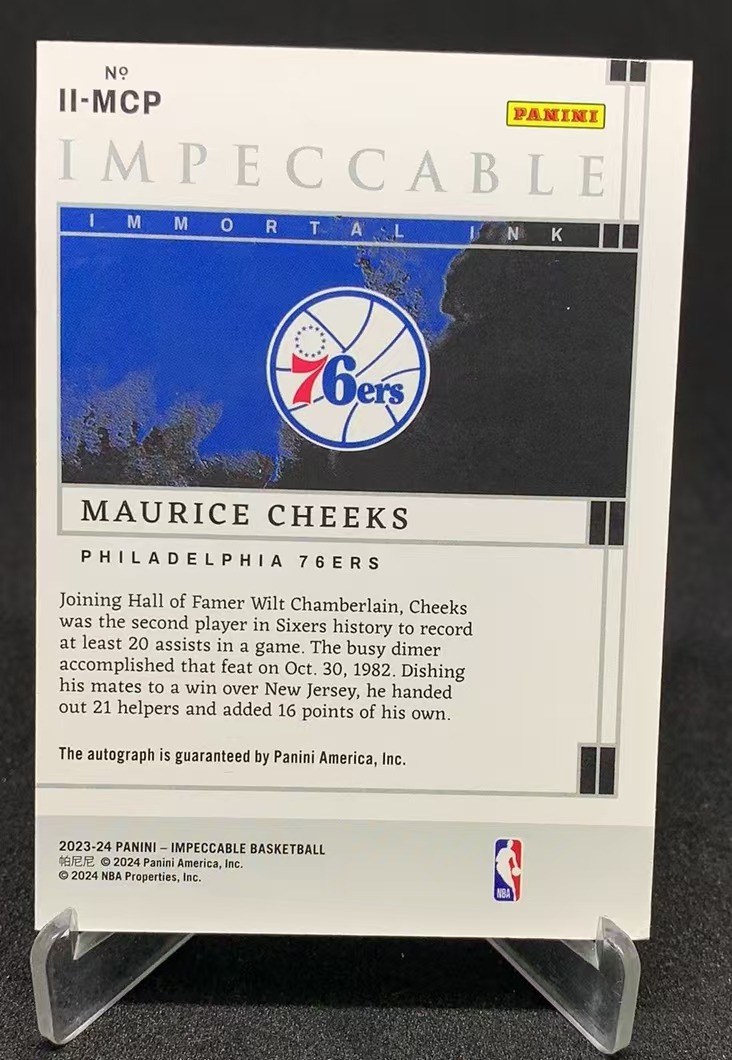 Nº
II-MCP
PANINI
IMPECCABLE
IMMORTAL INK
76ers
MAURICE CHEEKS
PHILADELPHIA 76ERS
Joining Hall of Famer Wilt Chamberlain, Cheeks
was the second player in Sixers history to record
at least 20 assists in a game. The busy dimer
accomplished that feat on Oct. 30, 1982. Dishing
his mates to a win over New Jersey, he handed
out 21 helpers and added 16 points of his own.
The autograph is guaranteed by Panini America, Inc.
2023-24 PANINI – IMPECCABLE BASKETBALL
帕尼尼 © 2024 Panini America, Inc.
© 2024 NBA Properties, Inc.
NBA